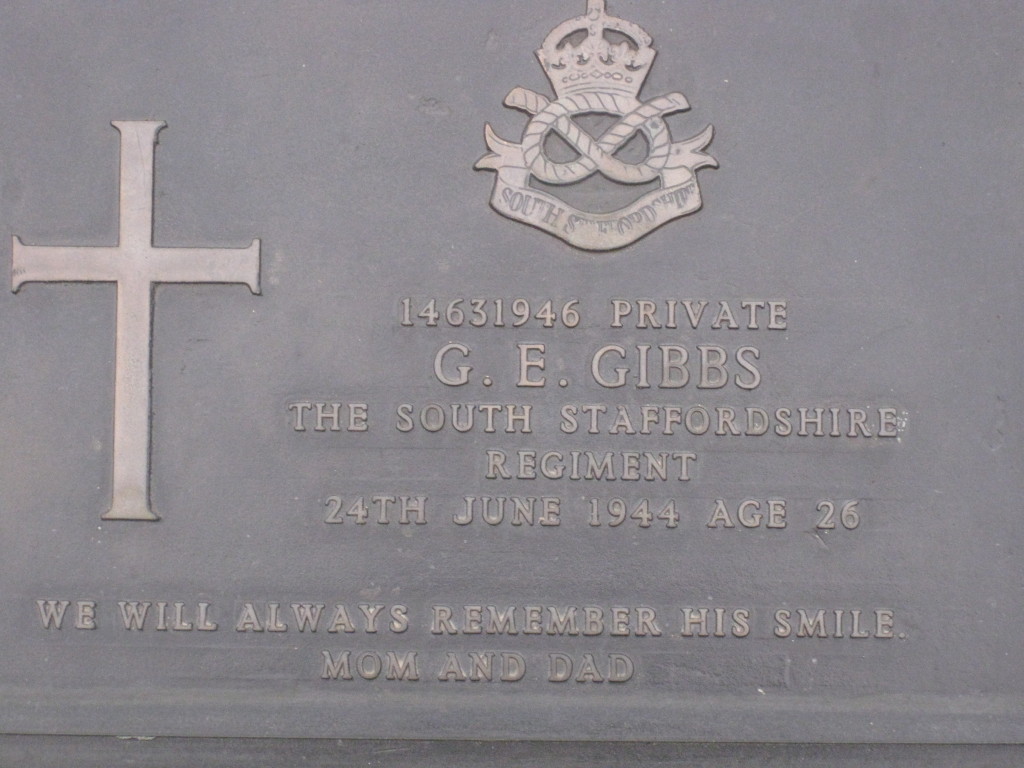 SOUTH STAFFORDSHIRE
14631946 PRIVATE
G. E. GIBBS
THE SOUTH STAFFORDSHIRE
REGIMENT
24TH JUNE 1944 AGE 26
WE WILL ALWAYS REMEMBER HIS SMILE.
MOM AND DAD